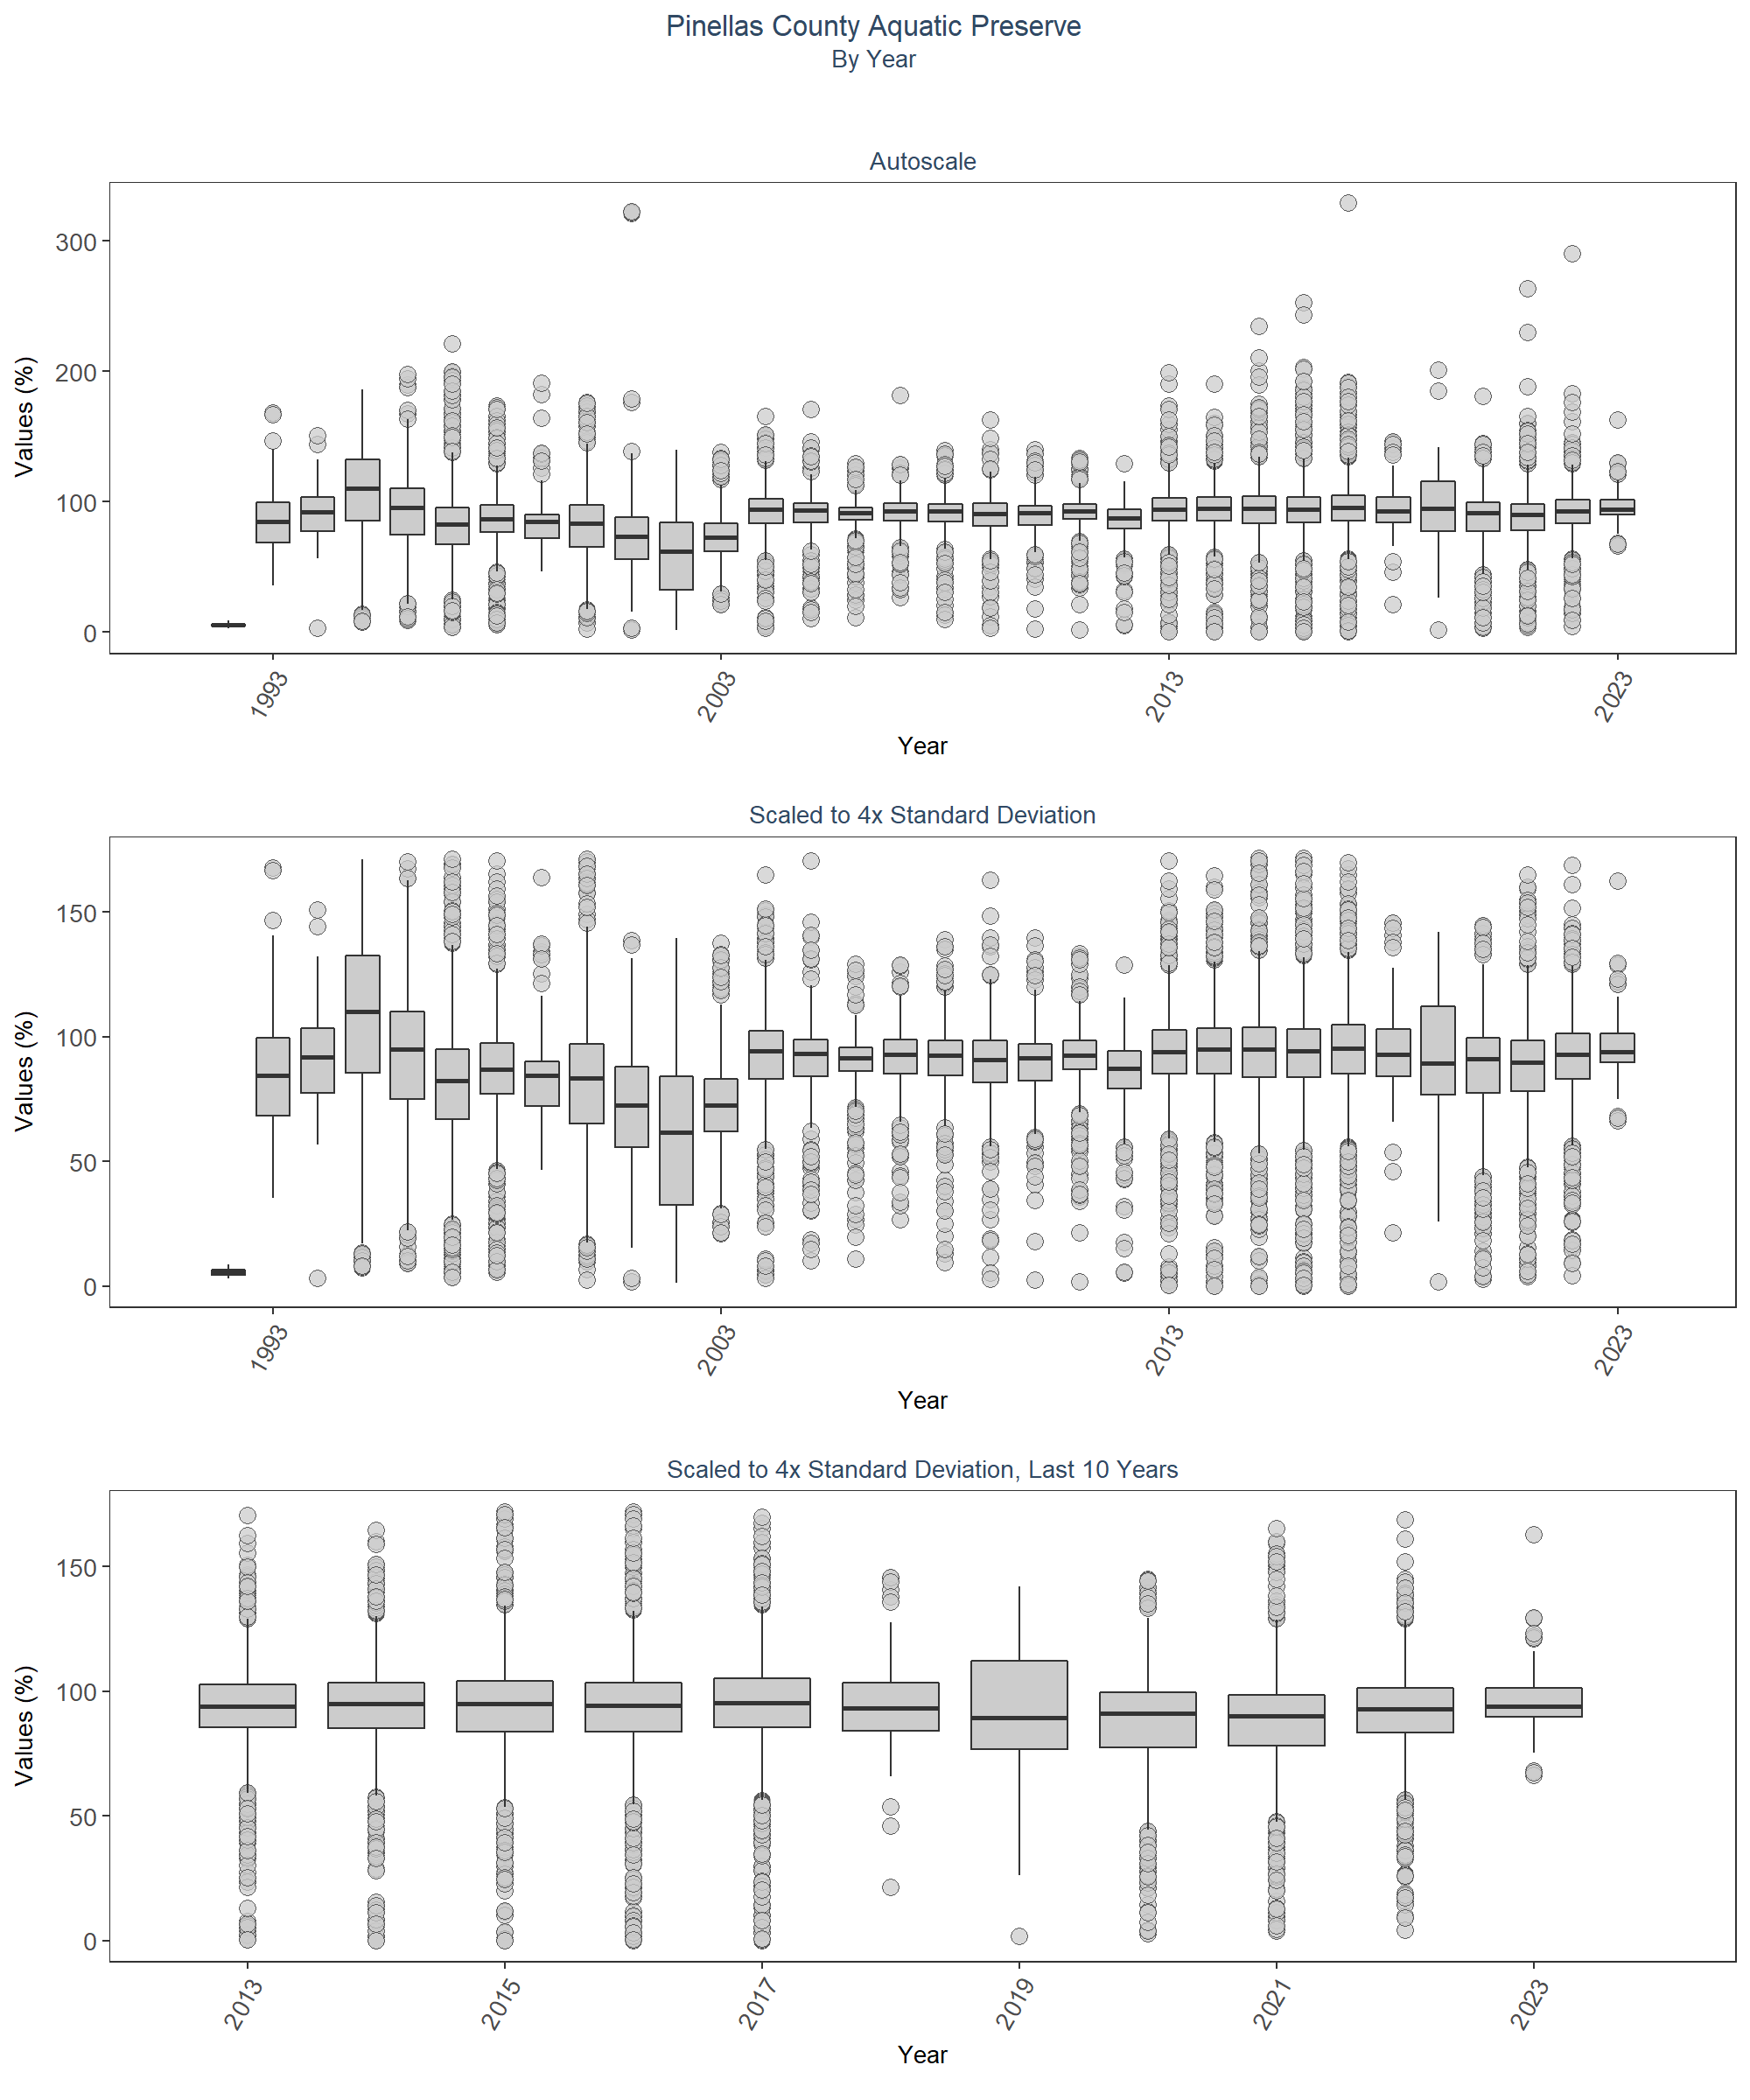 Pinellas County Aquatic Preserve
By Year
Autoscale
Values (%)
300
200
100
0
1993
2003
2013
2023
Year
Scaled to 4x Standard Deviation
Values (%)
150
100
50
0
1993
2003
2013
2023
Year
Scaled to 4x Standard Deviation, Last 10 Years
Values (%)
150
100
50
0
2013
2015
2017
2019
2021
2023
Year